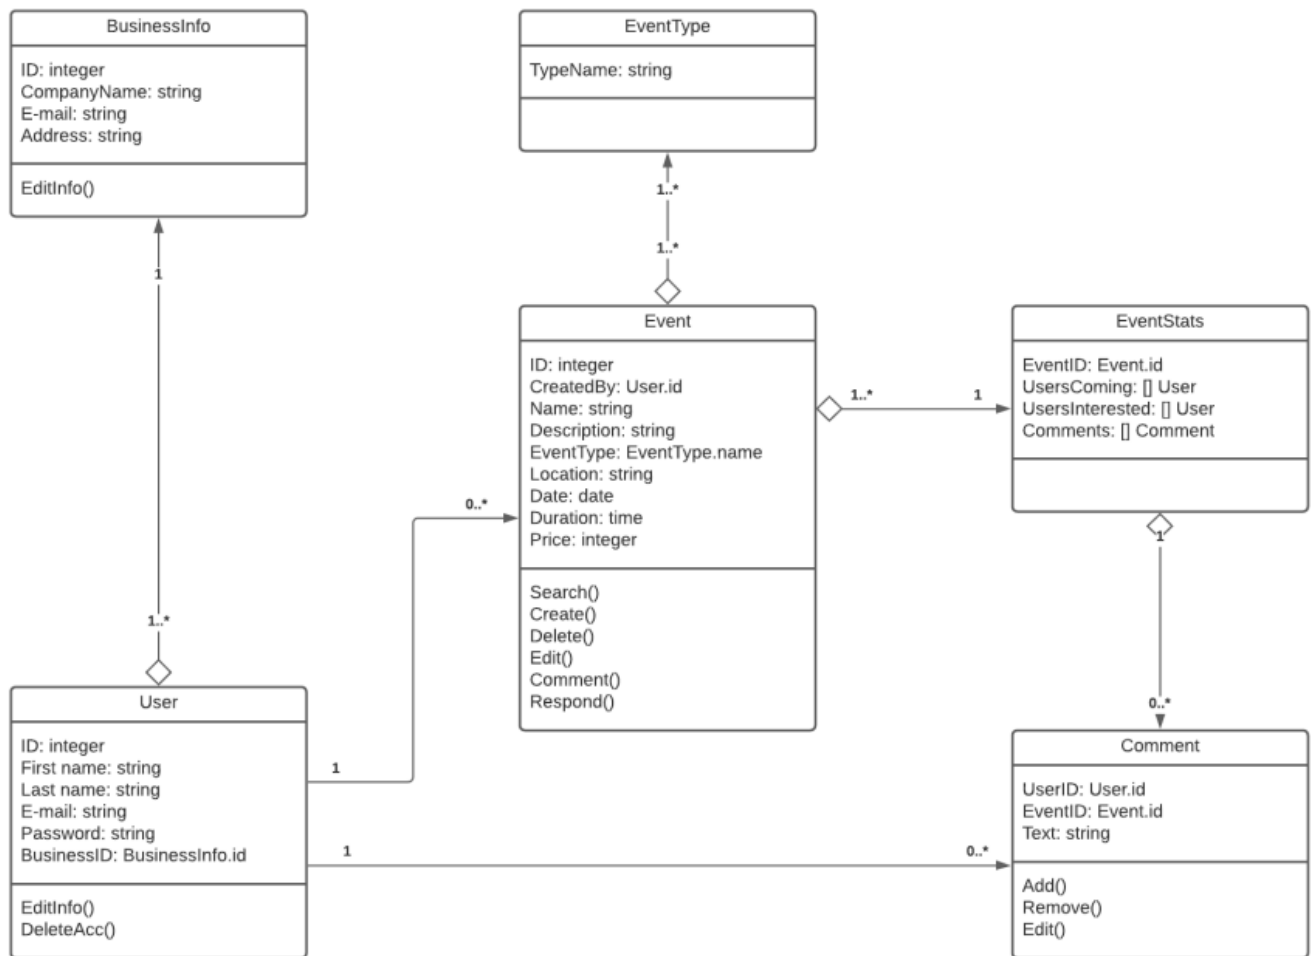 BusinessInfo
ID: integer
CompanyName: string
E-mail: string
Address: string
EditInfo()
EventType
TypeName: string
1..*
1..*
1
1..*
Event
ID: integer
CreatedBy: User.id
Name: string
Description: string
EventType: EventType.name
Location: string
Date: date
Duration: time
Price: integer
Search()
Create()
Delete()
Edit()
Comment()
Respond()
1..*
1
EventStats
EventID: Event.id
UsersComing: [] User
UsersInterested: [] User
Comments: [] Comment
1
0..*
0..*
1
User
ID: integer
First name: string
Last name: string
E-mail: string
Password: string
BusinessID: BusinessInfo.id
EditInfo()
DeleteAcc()
1
0..*
Comment
UserID: User.id
EventID: Event.id
Text: string
Add()
Remove()
Edit()